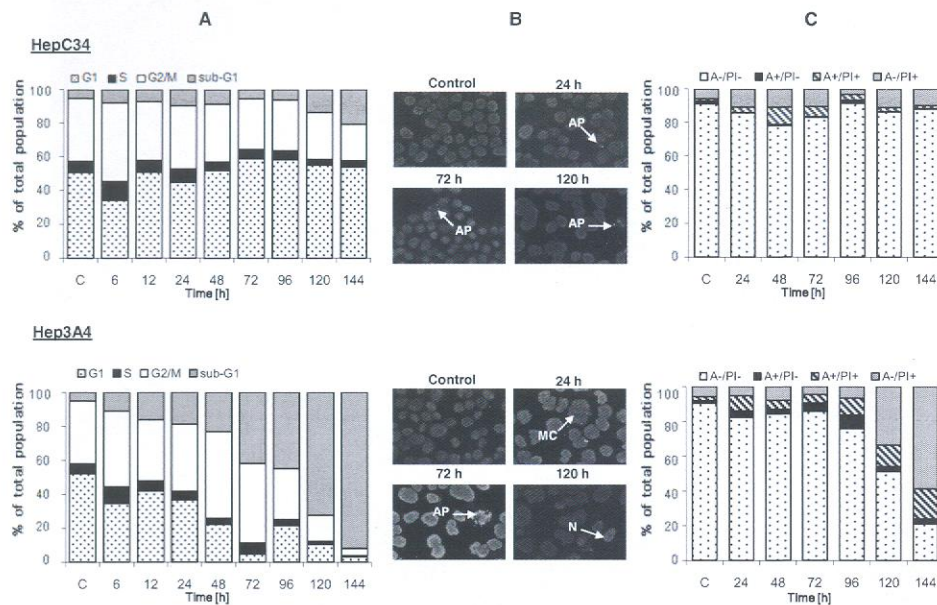 A B C
HepC34
G1 S G2/M sub-G1
% of total population
100
80
60
40
20
0
C 6 12 24 48 72 96 120 144
Time [h]
Control 24 h
AP
72 h 120 h
AP AP
A-/PI- A+/PI- A+/PI+ A-/PI+
% of total population
100
80
60
40
20
0
C 24 48 72 96 120 144
Time [h]
Hep3A4
G1 S G2/M sub-G1
% of total population
100
80
60
40
20
0
C 6 12 24 48 72 96 120 144
Time [h]
Control 24 h
MC
72 h 120 h
AP N
A-/PI- A+/PI- A+/PI+ A-/PI+
% of total population
100
80
60
40
20
0
C 24 48 72 96 120 144
Time [h]